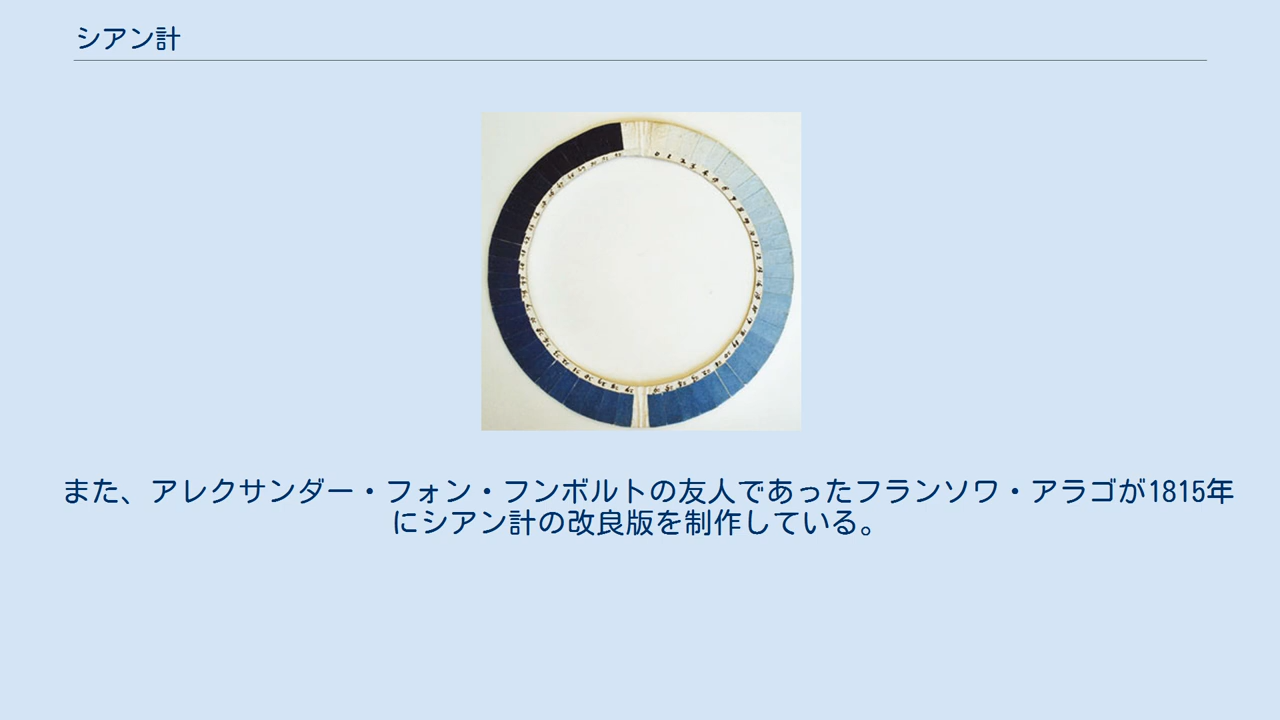 シアン計
また、アレクサンダー・フォン・フンボルトの友人であったフランソワ・アラゴが1815年
にシアン計の改良版を制作している。